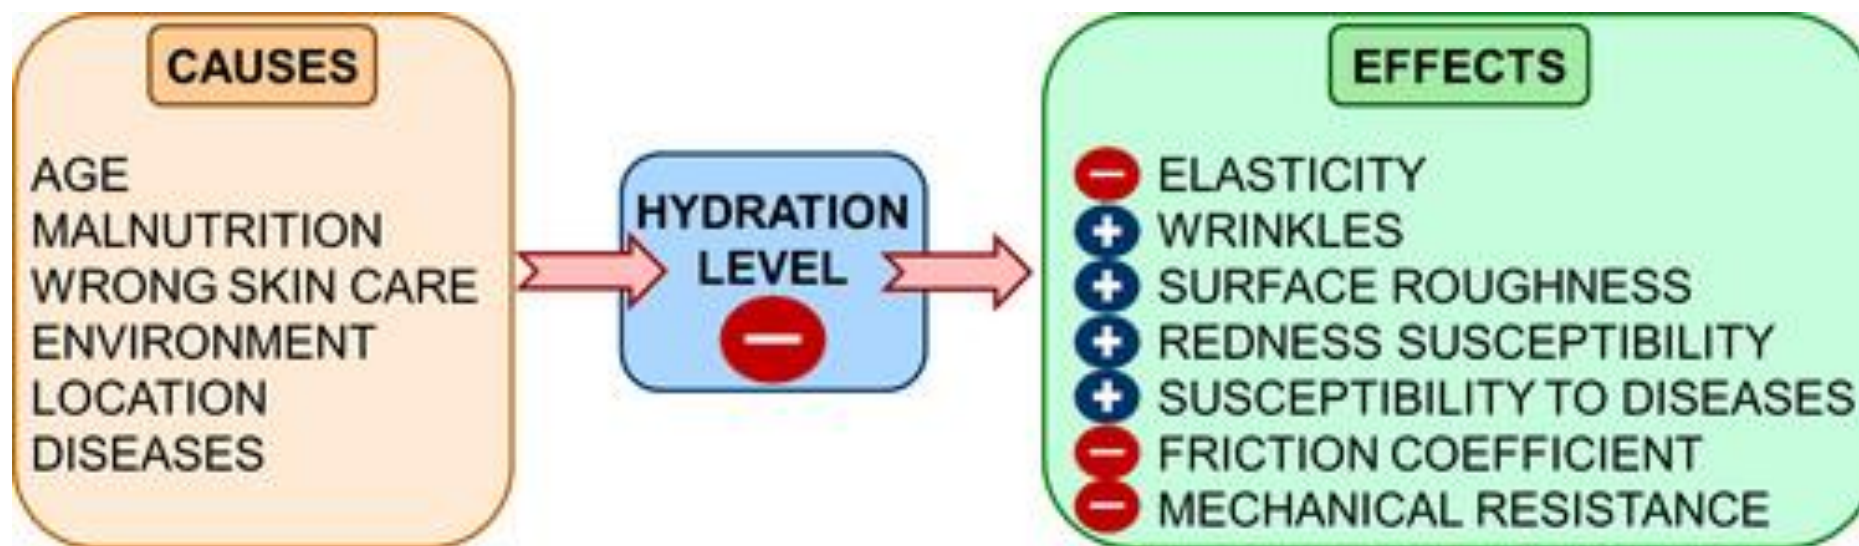 CAUSES
AGE
MALNUTRITION
WRONG SKIN CARE
ENVIRONMENT
LOCATION
DISEASES
HYDRATION
LEVEL
EFFECTS
ELASTICITY
WRINKLES
SURFACE ROUGHNESS
REDNESS SUSCEPTIBILITY
SUSCEPTIBILITY TO DISEASES
FRICTION COEFFICIENT
MECHANICAL RESISTANCE